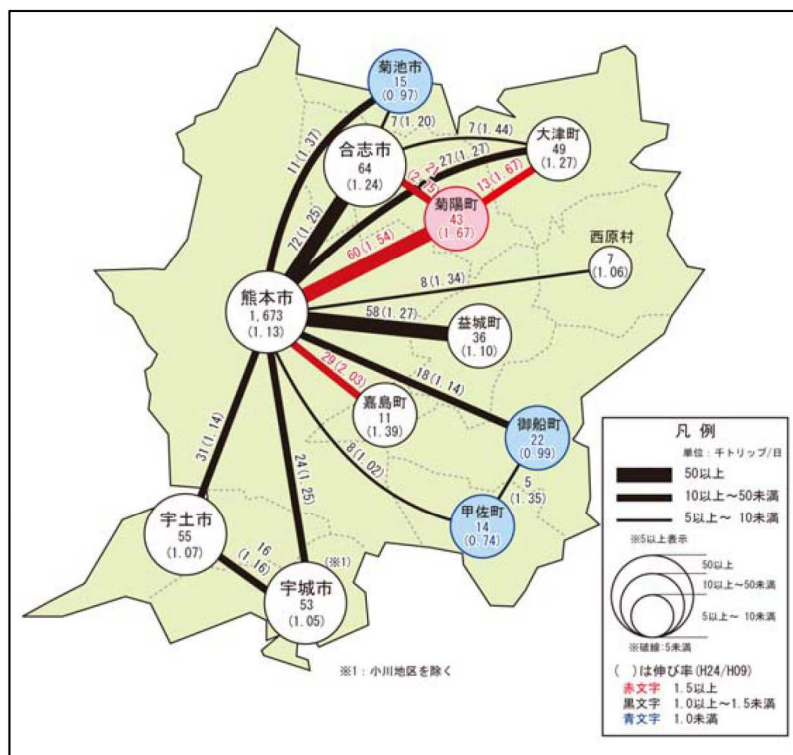 菊池市
15
(0.97)
7(1.20)
11(1.37)
合志市
64
(1.24)
7(1.44)
27(1.27)
大津町
49
(1.27)
21
(2.75)
13(1.67)
菊陽町
43
(1.67)
72(1.25)
60(1.54)
西原村
7
(1.06)
8(1.34)
熊本市
1,673
(1.13)
58(1.27)
益城町
36
(1.10)
18(1.14)
29(2.03)
嘉島町
11
(1.39)
御船町
22
(0.99)
8(1.02)
5
(1.35)
甲佐町
14
(0.74)
31(1.14)
24(1.25)
宇土市
55
(1.07)
16
(1.16)
宇城市
53
(1.05)
(※1)
※1：小川地区を除く
凡 例
単位：千トリップ/日
50以上
10以上～50未満
5以上～ 10未満
※5以上表示
50以上
10以上～50未満
5以上～ 10未満
※破線:5未満
( )は伸び率(H24/H09)
赤文字 1.5以上
黒文字 1.0以上～1.5未満
青文字 1.0未満